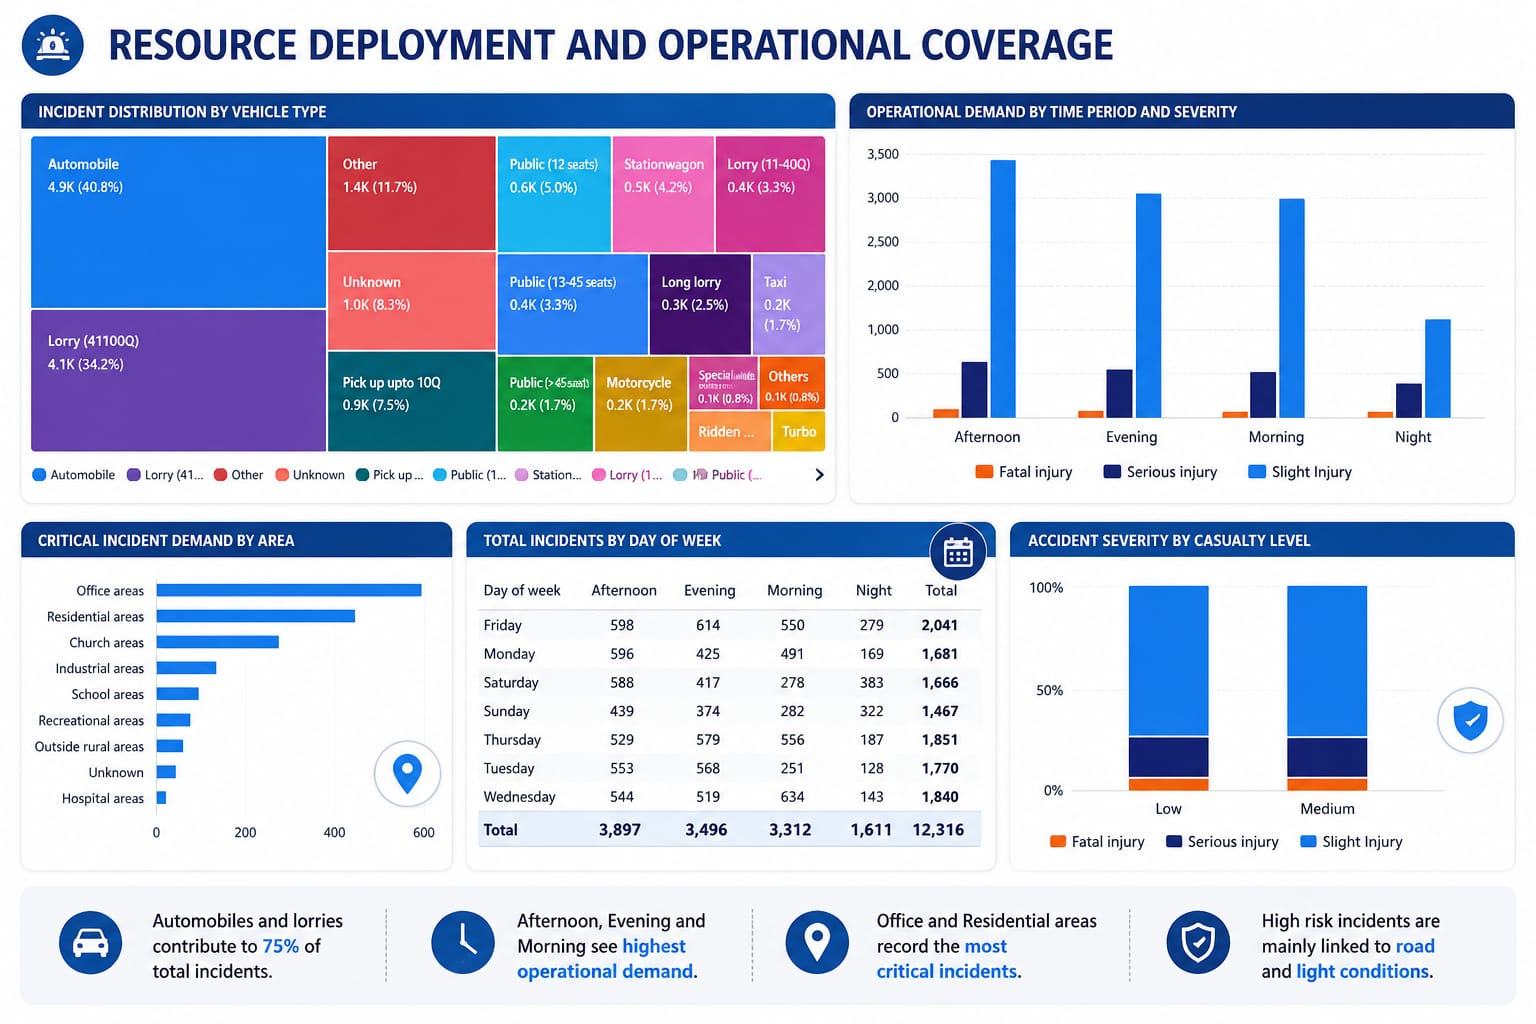 RESOURCE DEPLOYMENT AND OPERATIONAL COVERAGE
INCIDENT DISTRIBUTION BY VEHICLE TYPE
Automobile
4.9K (40.8%)
Lorry (41100Q)
4.1K (34.2%)
Other
1.4K (11.7%)
Unknown
1.0K (8.3%)
Pick up upto 10Q
0.9K (7.5%)
Public (12 seats)
0.6K (5.0%)
Stationwagon
0.5K (4.2%)
Lorry (11-40Q)
0.4K (3.3%)
Public (13-45 seats)
0.4K (3.3%)
Long lorry
0.3K (2.5%)
Taxi
0.2K
(1.7%)
Public (>45 seats)
0.2K (1.7%)
Motorcycle
0.2K (1.7%)
Special
0.1K (0.8%)
Others
0.1K (0.8%)
Ridden ...
Turbo
Automobile Lorry (41... Other Unknown Pick up ... Public (1... Station... Lorry (1... Public (...
OPERATIONAL DEMAND BY TIME PERIOD AND SEVERITY
3,500
3,000
2,500
2,000
1,000
500
0
Afternoon Evening Morning Night
Fatal injury Serious injury Slight Injury
CRITICAL INCIDENT DEMAND BY AREA
Office areas
Residential areas
Church areas
Industrial areas
School areas
Recreational areas
Outside rural areas
Unknown
Hospital areas
0 200 400 600
TOTAL INCIDENTS BY DAY OF WEEK
Day of week Afternoon Evening Morning Night Total
Friday 598 614 550 279 2,041
Monday 596 425 491 169 1,681
Saturday 588 417 278 383 1,666
Sunday 439 374 282 322 1,467
Thursday 529 579 556 187 1,851
Tuesday 553 568 251 128 1,770
Wednesday 544 519 634 143 1,840
Total 3,897 3,496 3,312 1,611 12,316
ACCIDENT SEVERITY BY CASUALTY LEVEL
100%
50%
0%
Low Medium
Fatal injury Serious injury Slight Injury
Automobiles and lorries
contribute to 75% of
total incidents.
Afternoon, Evening and
Morning see highest
operational demand.
Office and Residential areas
record the most
critical incidents.
High risk incidents are
mainly linked to road
and light conditions.